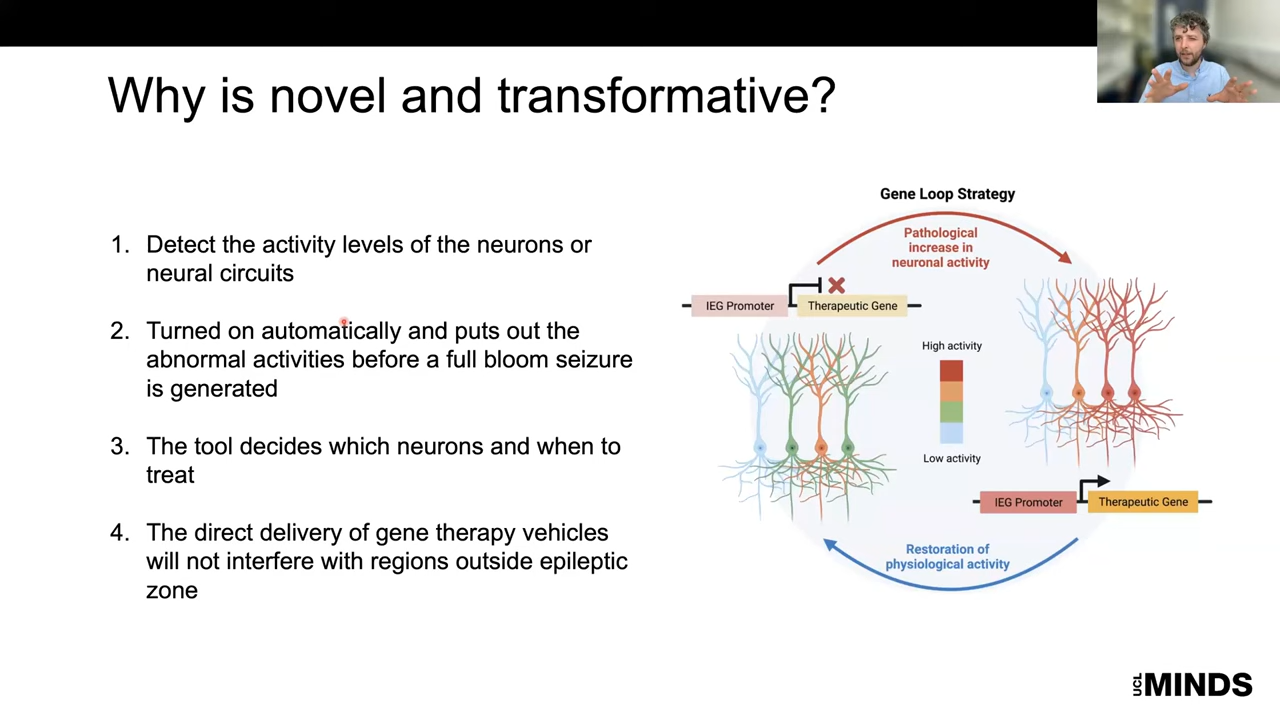 Why is novel and transformative?
1. Detect the activity levels of the neurons or
neural circuits
2. Turned on automatically and puts out the
abnormal activities before a full bloom seizure
is generated
3. The tool decides which neurons and when to
treat
4. The direct delivery of gene therapy vehicles
will not interfere with regions outside epileptic
zone
Gene Loop Strategy
Pathological
increase in
neuronal activity
IEG Promoter
Therapeutic Gene
High activity
Low activity
IEG Promoter
Therapeutic Gene
Restoration of
physiological activity
UCL MINDS